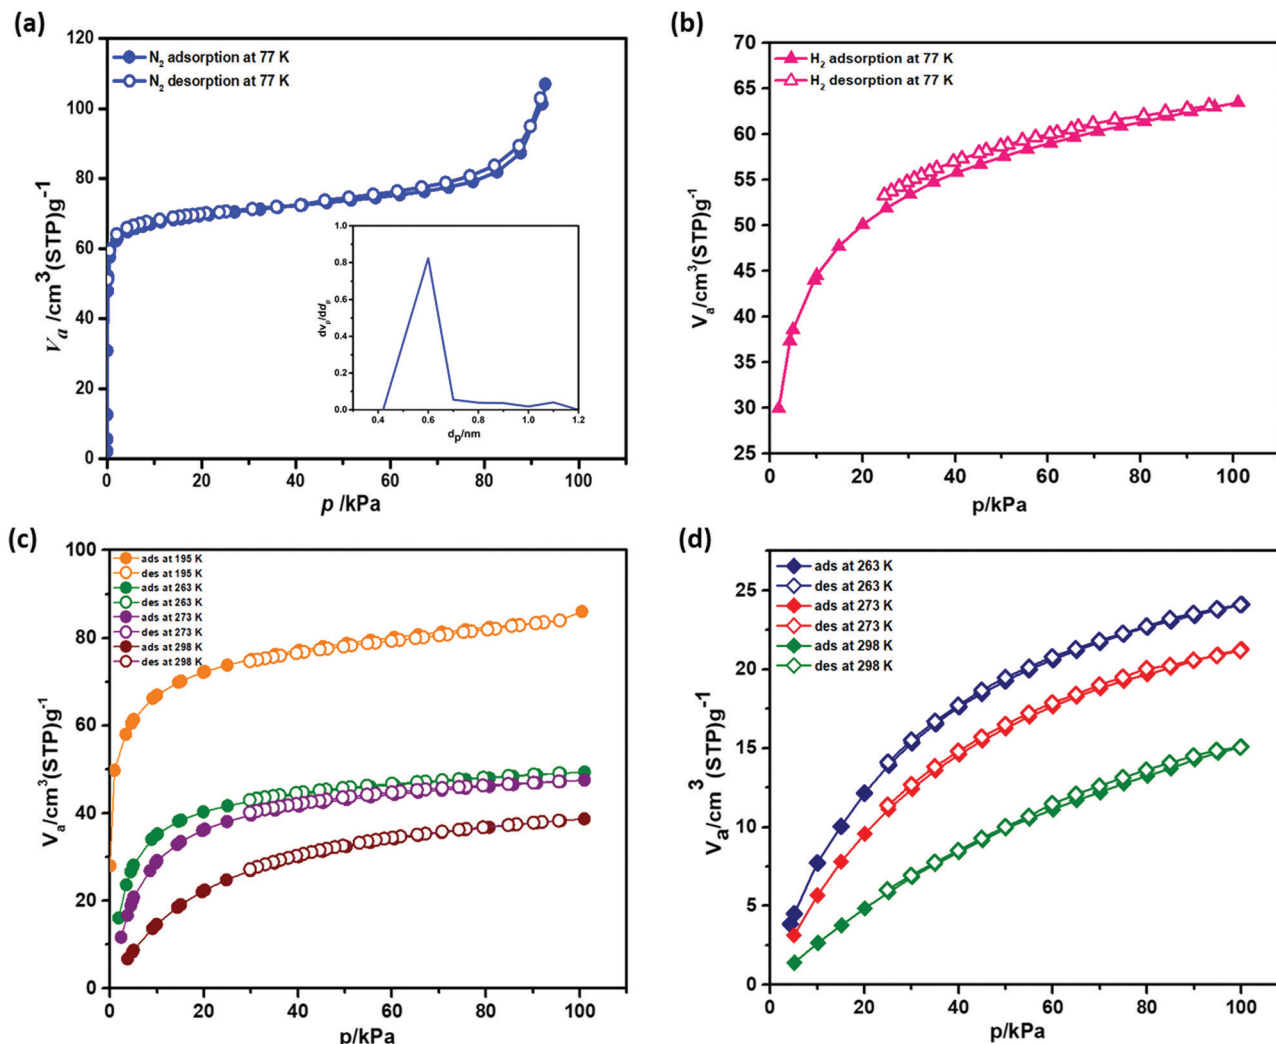 (a)
120
100
80
60
40
20
0
0
20
40
60
80
100
V_a /cm³(STP)g⁻¹
p /kPa
N₂ adsorption at 77 K
N₂ desorption at 77 K
1.0
0.8
0.6
0.4
0.2
0.0
0.4
0.6
0.8
1.0
1.2
dv_p/dd_p
d_p/nm
(b)
70
65
60
55
50
45
40
35
30
25
0
20
40
60
80
100
V_a/cm³(STP)g⁻¹
p/kPa
H₂ adsorption at 77 K
H₂ desorption at 77 K
(c)
100
80
60
40
20
0
0
20
40
60
80
100
V_a/cm³(STP)g⁻¹
p/kPa
ads at 195 K
des at 195 K
ads at 263 K
des at 263 K
ads at 273 K
des at 273 K
ads at 298 K
des at 298 K
(d)
25
20
15
10
5
0
0
20
40
60
80
100
Va/cm³(STP)g⁻¹
p/kPa
ads at 263 K
des at 263 K
ads at 273 K
des at 273 K
ads at 298 K
des at 298 K